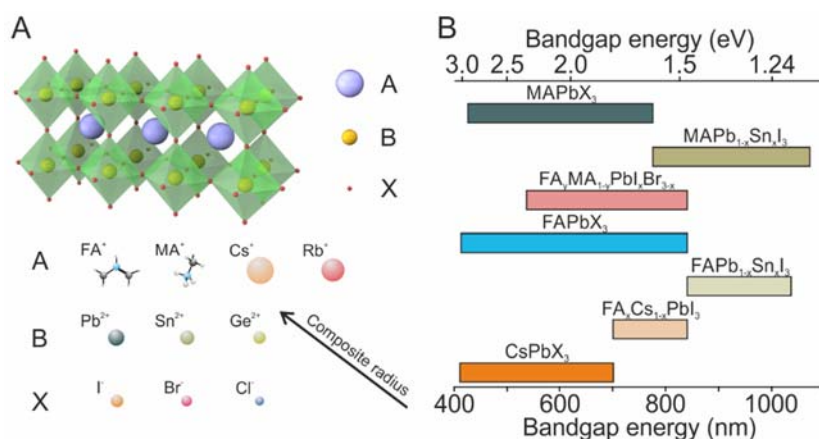 A
A
B
X
A
FA⁺ MA⁺ Cs⁺ Rb⁺
B
Pb²⁺ Sn²⁺ Ge²⁺
X
I⁻ Br⁻ Cl⁻
Composite radius
B
Bandgap energy (eV)
3.0 2.5 2.0 1.5 1.24
MAPbX₃
MAPb₁₋ₓSnₓI₃
FAᵧMA₁₋ᵧPbIₓBr₃₋ₓ
FAPbX₃
FAPb₁₋ₓSnₓI₃
FAₓCs₁₋ₓPbI₃
CsPbX₃
400 600 800 1000
Bandgap energy (nm)